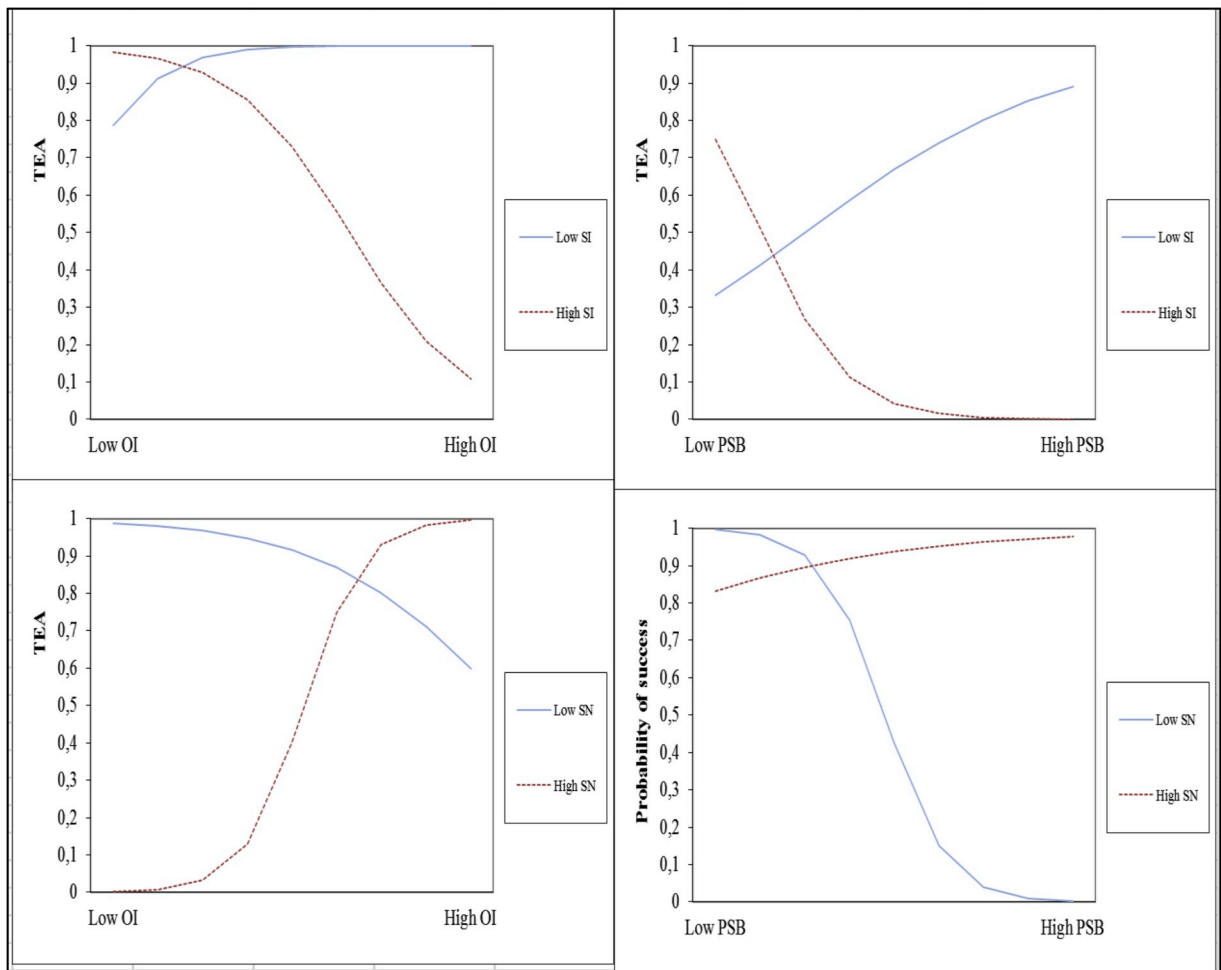 1
0,9
0,8
0,7
0,6
0,5
0,4
0,3
0,2
0,1
0
TEA
Low OI
High OI
Low SI
High SI
1
0,9
0,8
0,7
0,6
0,5
0,4
0,3
0,2
0,1
0
TEA
Low PSB
High PSB
Low SI
High SI
1
0,9
0,8
0,7
0,6
0,5
0,4
0,3
0,2
0,1
0
TEA
Low OI
High OI
Low SN
High SN
1
0,9
0,8
0,7
0,6
0,5
0,4
0,3
0,2
0,1
0
Probability of success
Low PSB
High PSB
Low SN
High SN